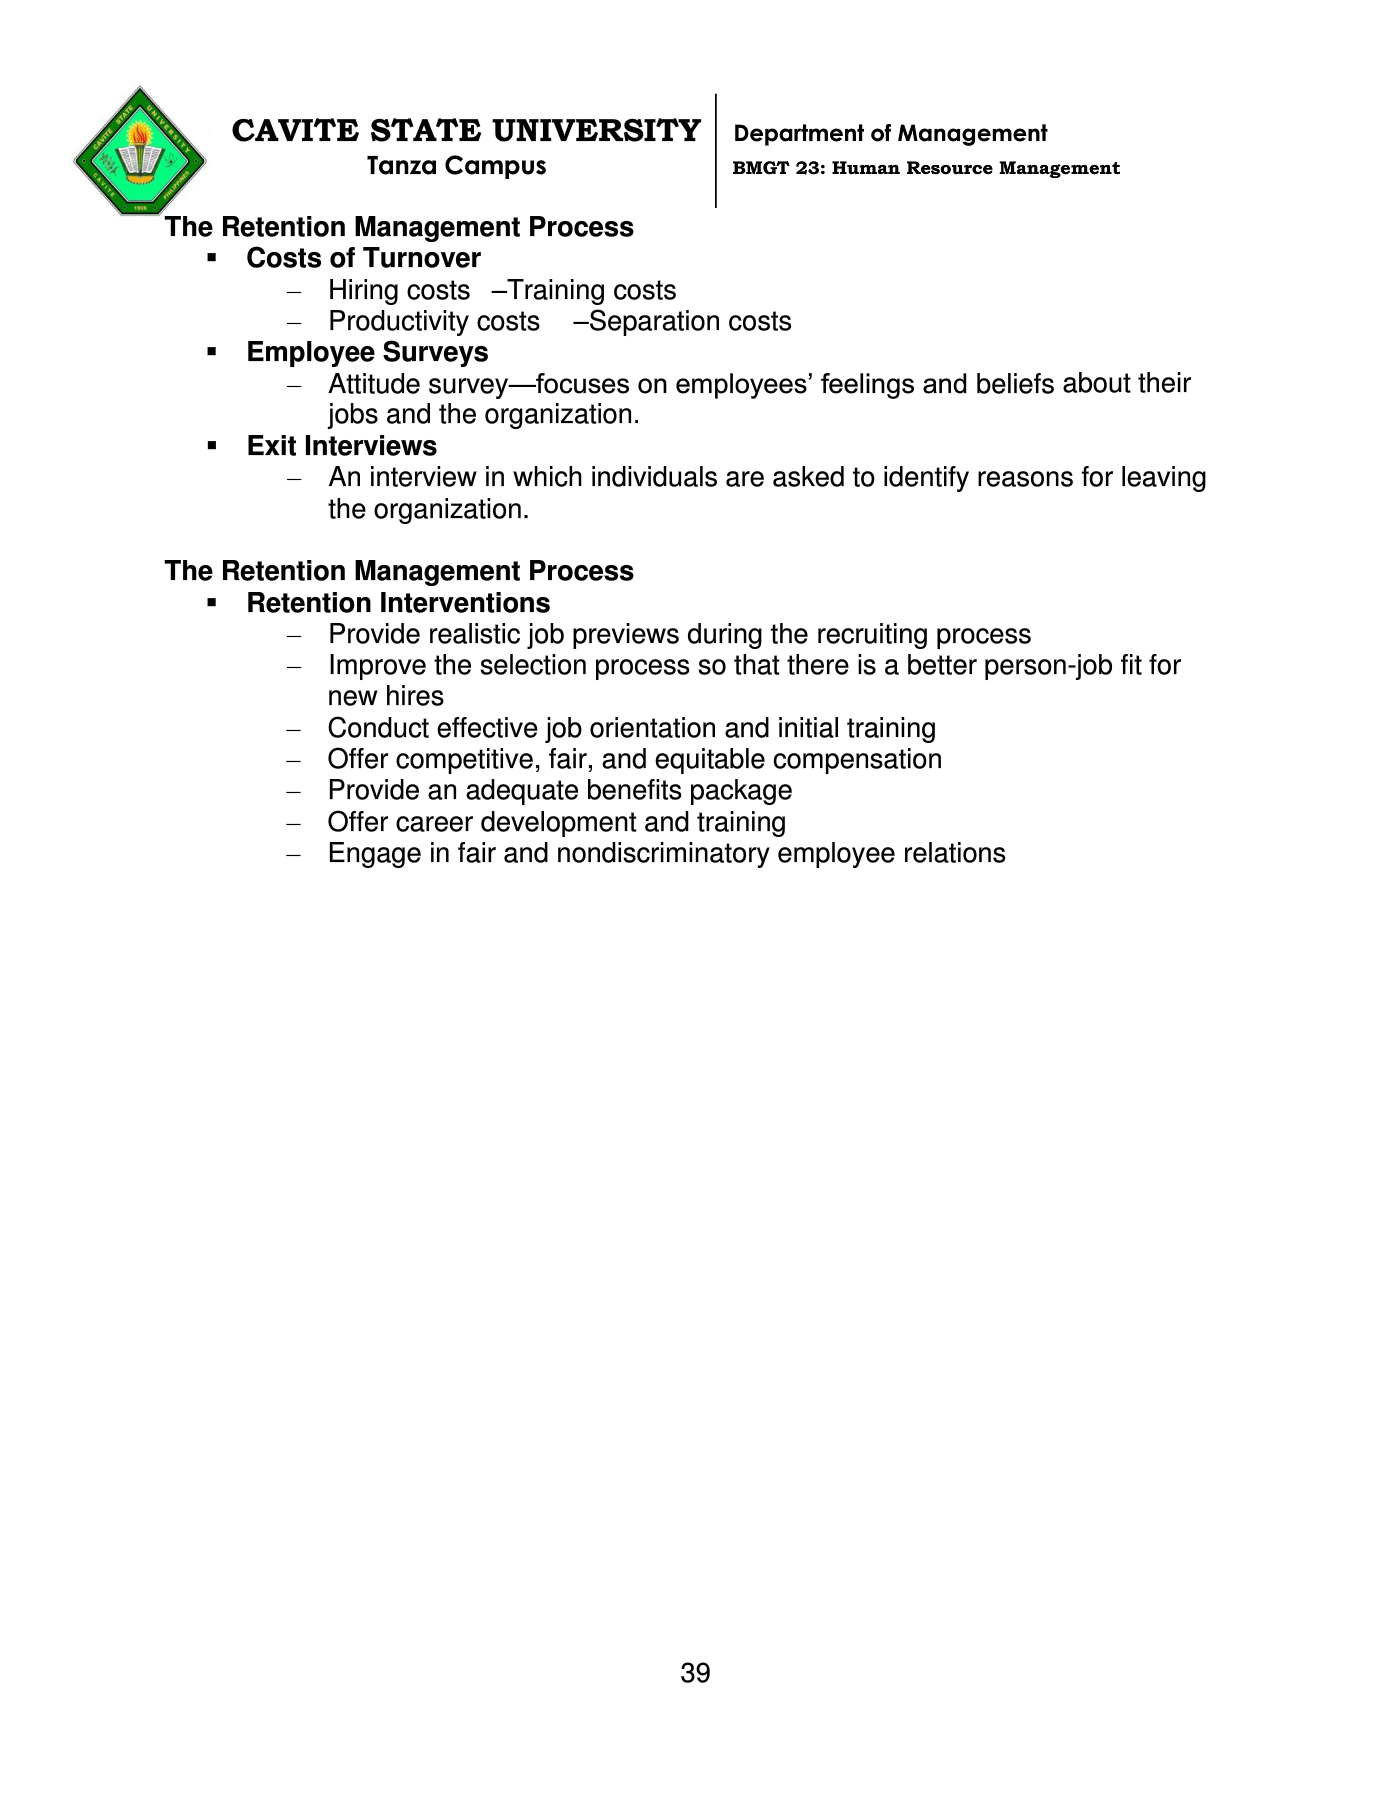 CAVITE STATE UNIVERSITY
Tanza Campus
Department of Management
BMGT 23: Human Resource Management
CAVITE STATE UNIVERSITY
CAVITE PHILIPPINES
1906
The Retention Management Process
▪ Costs of Turnover
– Hiring costs –Training costs
– Productivity costs –Separation costs
▪ Employee Surveys
– Attitude survey—focuses on employees’ feelings and beliefs about their
jobs and the organization.
▪ Exit Interviews
– An interview in which individuals are asked to identify reasons for leaving
the organization.
The Retention Management Process
▪ Retention Interventions
– Provide realistic job previews during the recruiting process
– Improve the selection process so that there is a better person-job fit for
new hires
– Conduct effective job orientation and initial training
– Offer competitive, fair, and equitable compensation
– Provide an adequate benefits package
– Offer career development and training
– Engage in fair and nondiscriminatory employee relations
39